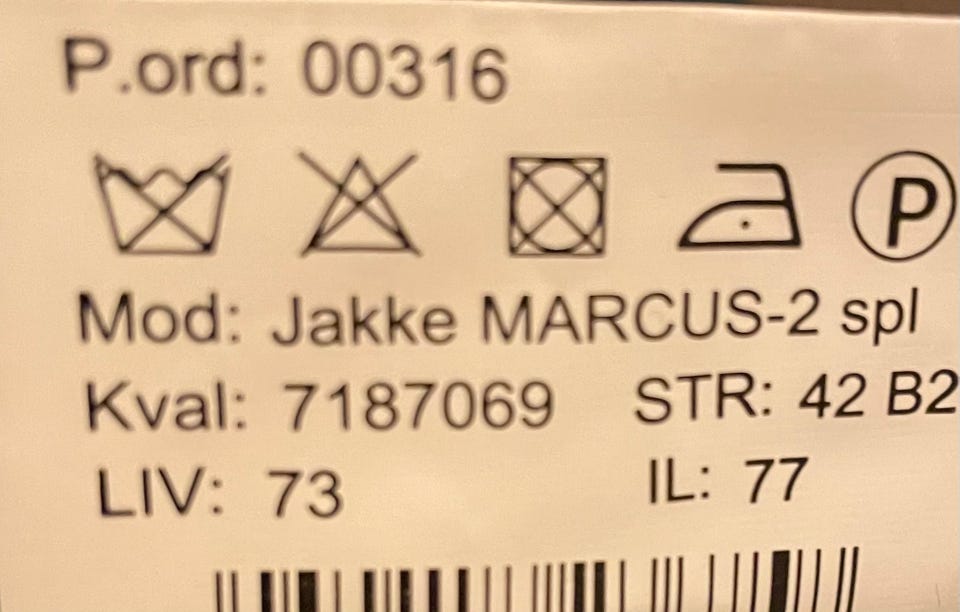 P.ord: 00316
P
Mod: Jakke MARCUS-2 spl
Kval: 7187069 STR: 42 B2
LIV: 73 IL: 77